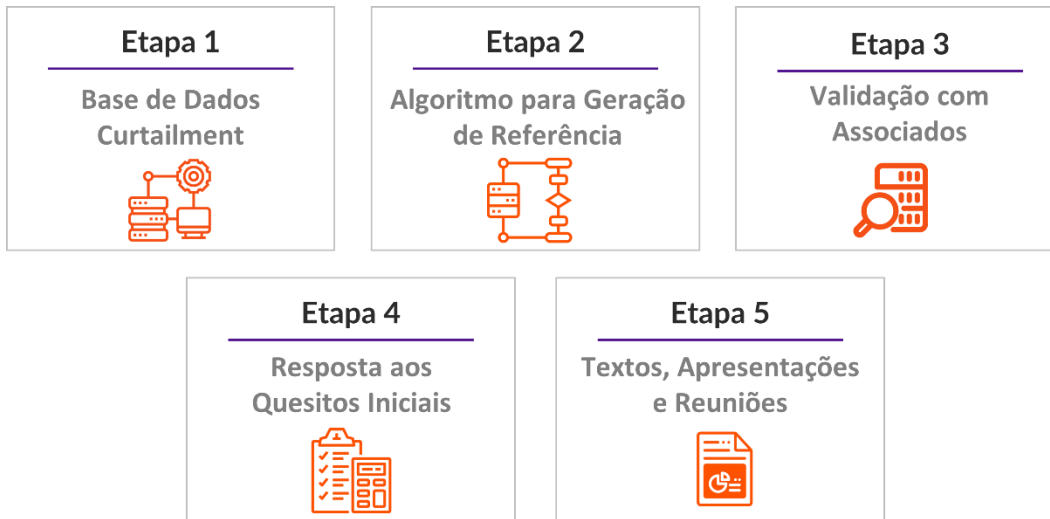 Etapa 1
Base de Dados
Curtailment
Etapa 2
Algoritmo para Geração
de Referência
Etapa 3
Validação com
Associados
Etapa 4
Resposta aos
Quesitos Iniciais
Etapa 5
Textos, Apresentações
e Reuniões